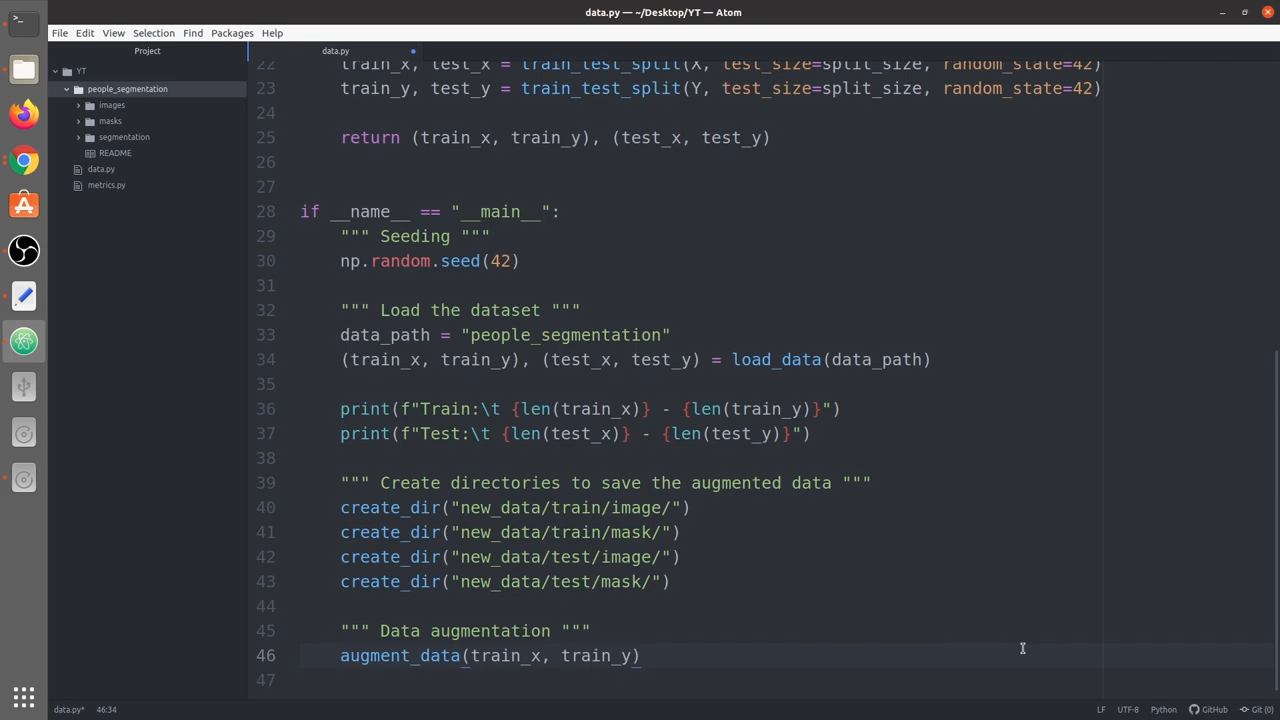 data.py — ~/Desktop/YT — Atom
File Edit View Selection Find Packages Help
Project
data.py
YT
people_segmentation
images
masks
segmentation
README
data.py
metrics.py
22 train_x, test_x = train_test_split(X, test_size=split_size, random_state=42)
23 train_y, test_y = train_test_split(Y, test_size=split_size, random_state=42)
24
25 return (train_x, train_y), (test_x, test_y)
26
27
28 if __name__ == "__main__":
29 """ Seeding """
30 np.random.seed(42)
31
32 """ Load the dataset """
33 data_path = "people_segmentation"
34 (train_x, train_y), (test_x, test_y) = load_data(data_path)
35
36 print(f"Train:\t {len(train_x)} - {len(train_y)}")
37 print(f"Test:\t {len(test_x)} - {len(test_y)}")
38
39 """ Create directories to save the augmented data """
40 create_dir("new_data/train/image/")
41 create_dir("new_data/train/mask/")
42 create_dir("new_data/test/image/")
43 create_dir("new_data/test/mask/")
44
45 """ Data augmentation """
46 augment_data(train_x, train_y)
47
data.py* 46:34 LF UTF-8 Python GitHub Git (0)